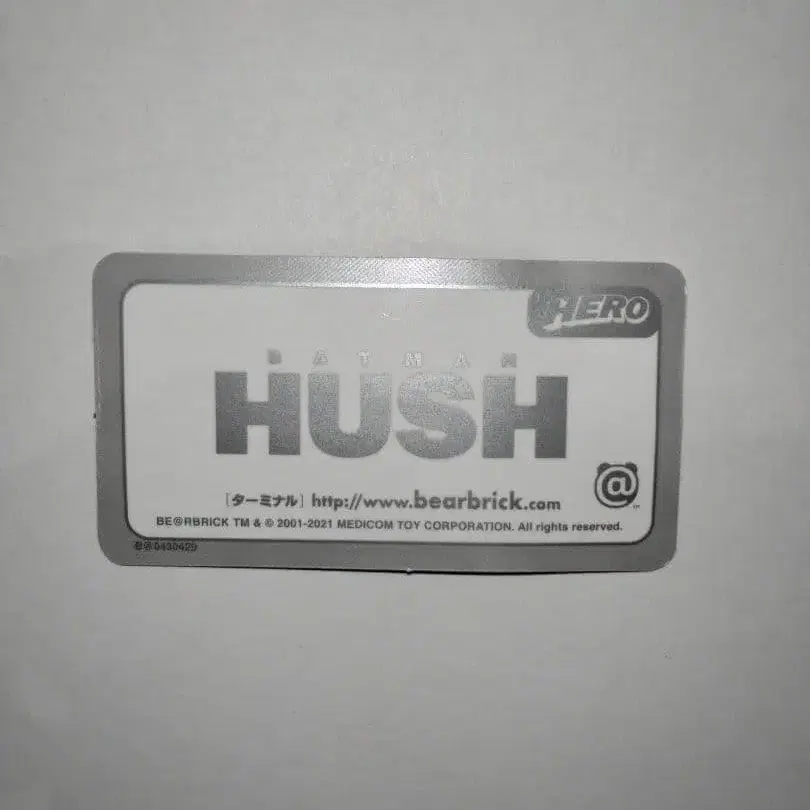 HERO
BATMAN
HUSH
[ターミナル] http://www.bearbrick.com
@
TM
BE@RBRICK TM & © 2001-2021 MEDICOM TOY CORPORATION. All rights reserved.